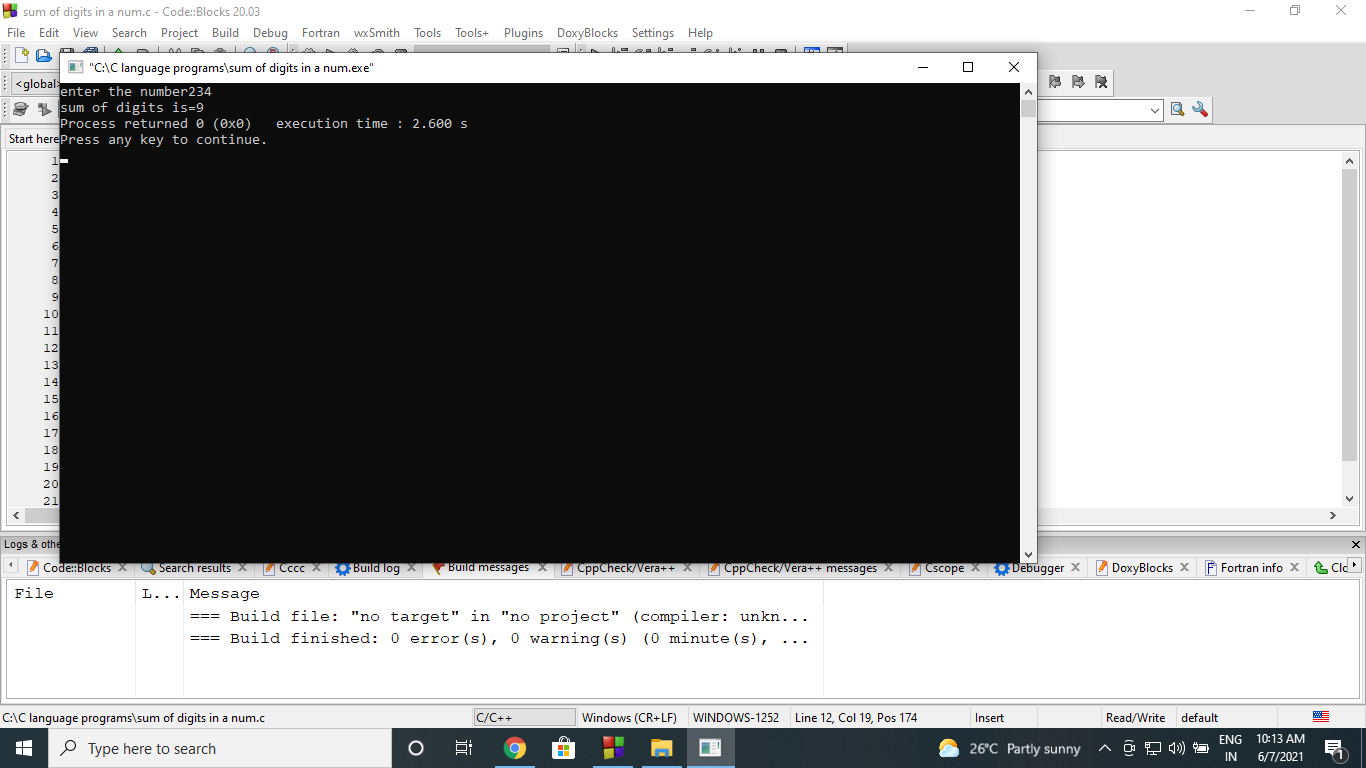 sum of digits in a num.c - Code::Blocks 20.03
File Edit View Search Project Build Debug Fortran wxSmith Tools Tools+ Plugins DoxyBlocks Settings Help
"C:\C language programs\sum of digits in a num.exe"
<global>
enter the number234
sum of digits is=9
Process returned 0 (0x0)   execution time : 2.600 s
Press any key to continue.
Start here
1
2
3
4
5
6
7
8
9
10
11
12
13
14
15
16
17
18
19
20
21
Logs & othe
Code::Blocks Search results Cccc Build log Build messages CppCheck/Vera++ CppCheck/Vera++ messages Cscope Debugger DoxyBlocks Fortran info Clo
File L... Message
=== Build file: "no target" in "no project" (compiler: unkn...
=== Build finished: 0 error(s), 0 warning(s) (0 minute(s), ...
C:\C language programs\sum of digits in a num.c C/C++ Windows (CR+LF) WINDOWS-1252 Line 12, Col 19, Pos 174 Insert Read/Write default
Type here to search 26°C Partly sunny ENG 10:13 AM
IN 6/7/2021 1